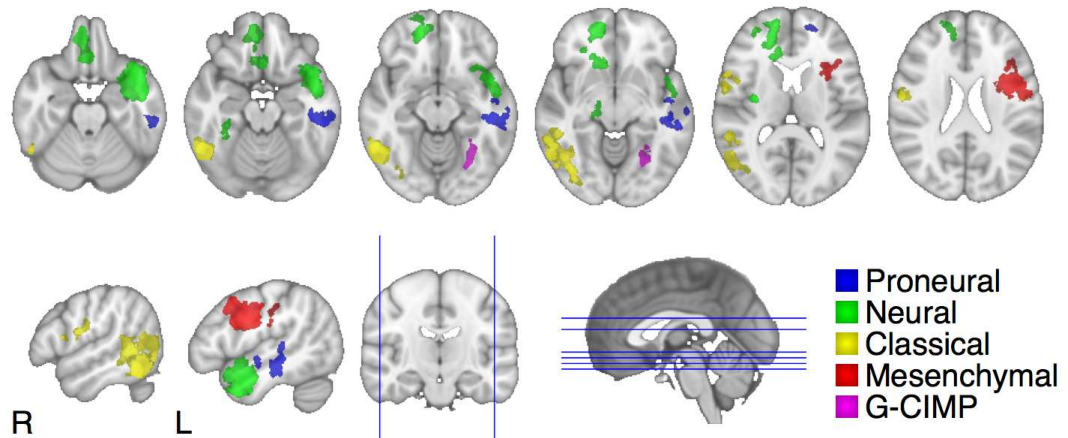 Proneural
Neural
Classical
Mesenchymal
G-CIMP
R
L